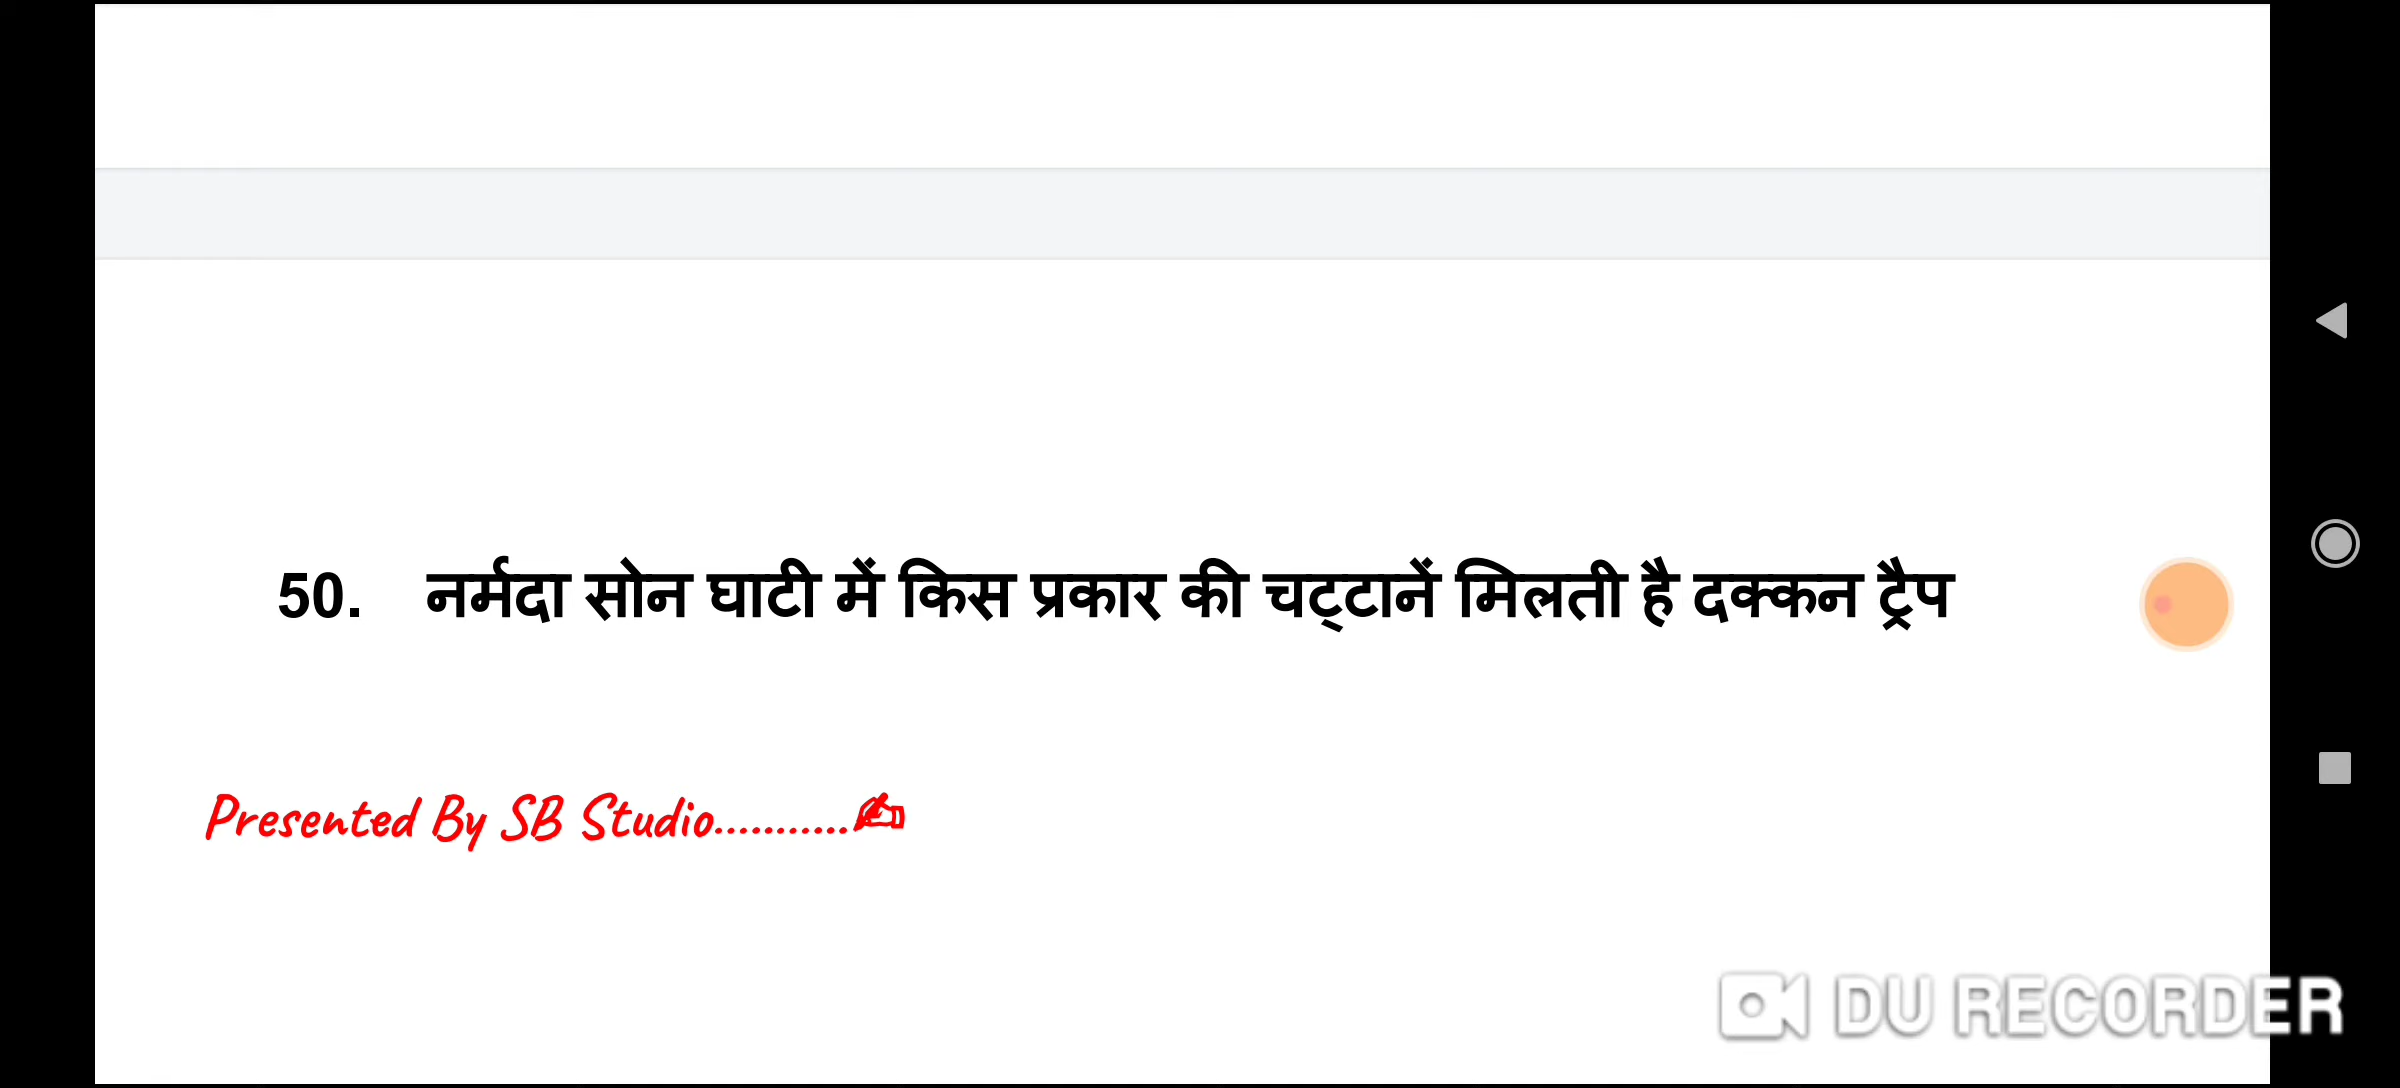 50. नर्मदा सोन घाटी में किस प्रकार की चट्टानें मिलती है दक्कन ट्रैप
Presented By SB Studio...........✍
DU RECORDER